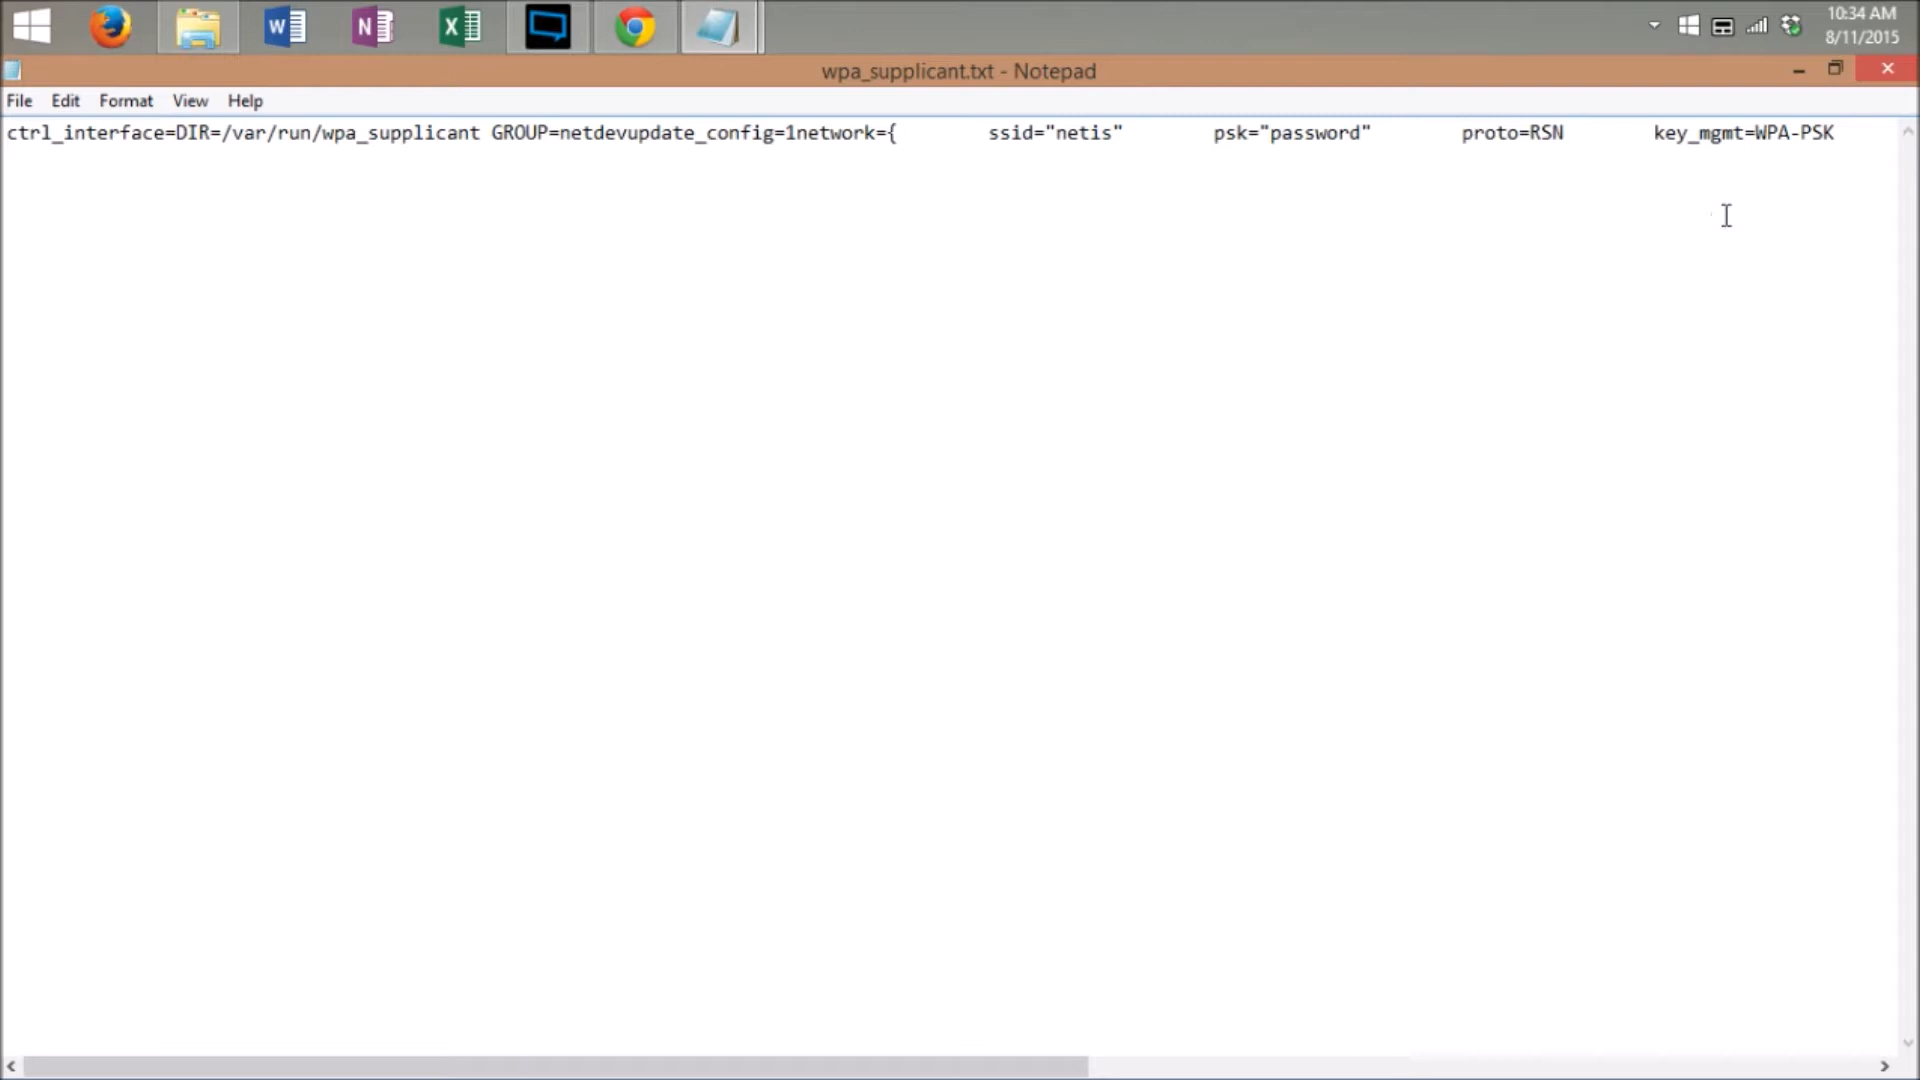 10:34 AM
8/11/2015
wpa_supplicant.txt - Notepad
File Edit Format View Help
ctrl_interface=DIR=/var/run/wpa_supplicant GROUP=netdevupdate_config=1network={ ssid="netis" psk="password" proto=RSN key_mgmt=WPA-PSK